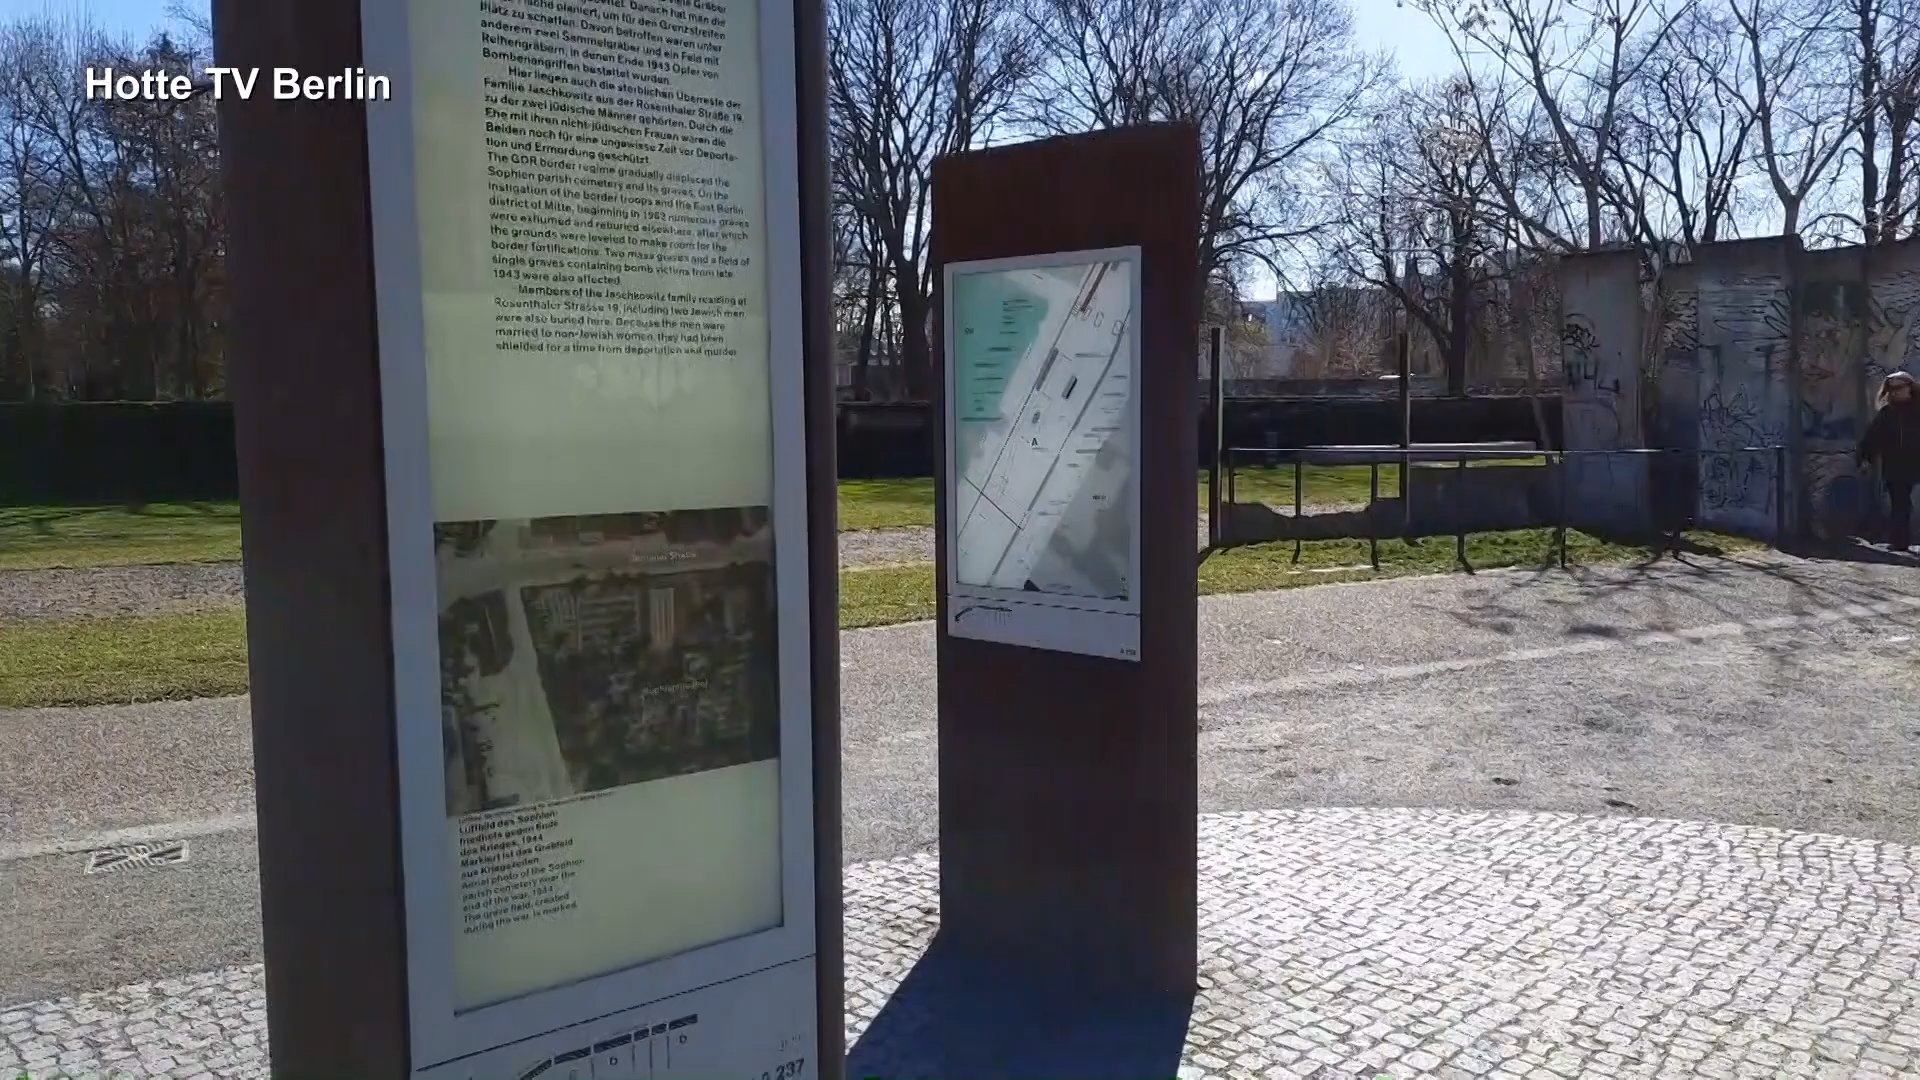 Hotte TV Berlin
Gräber
planiert, um für den Grenzstreifen
Platz zu schaffen. Davon betroffen waren unter
anderem zwei Sammelgräber und ein Feld mit
Reihengräbern, in denen Ende 1943 Opfer von
Bombenangriffen bestattet wurden.
Hier liegen auch die sterblichen Überreste der
Familie Jaschkowitz aus der Rosenthaler Straße 19,
zu der zwei jüdische Männer gehörten. Durch die
Ehe mit ihren nicht-jüdischen Frauen waren die
Beiden noch für eine ungewisse Zeit vor Deporta-
tion und Ermordung geschützt.
The GDR border regime gradually displaced the
Sophien parish cemetery and its graves. On the
instigation of the border troops and the East Berlin
district of Mitte, beginning in 1962 numerous graves
were exhumed and reburied elsewhere, after which
the grounds were leveled to make room for the
border fortifications. Two mass graves and a field of
single graves containing bomb victims from late
1943 were also affected.
Members of the Jaschkowitz family residing at
Rosenthaler Strasse 19, including two Jewish men,
were also buried here. Because the men were
married to non-Jewish women, they had been
shielded for a time from deportation and murder.
Luftbild des Sophien-
friedhofs gegen Ende
des Krieges, 1944
Markiert ist das Grabfeld
aus Kriegszeiten.
Aerial photo of the Sophien
parish cemetery near the
end of the war, 1944
The grave field, created
during the war, is marked.
b
b
237
A